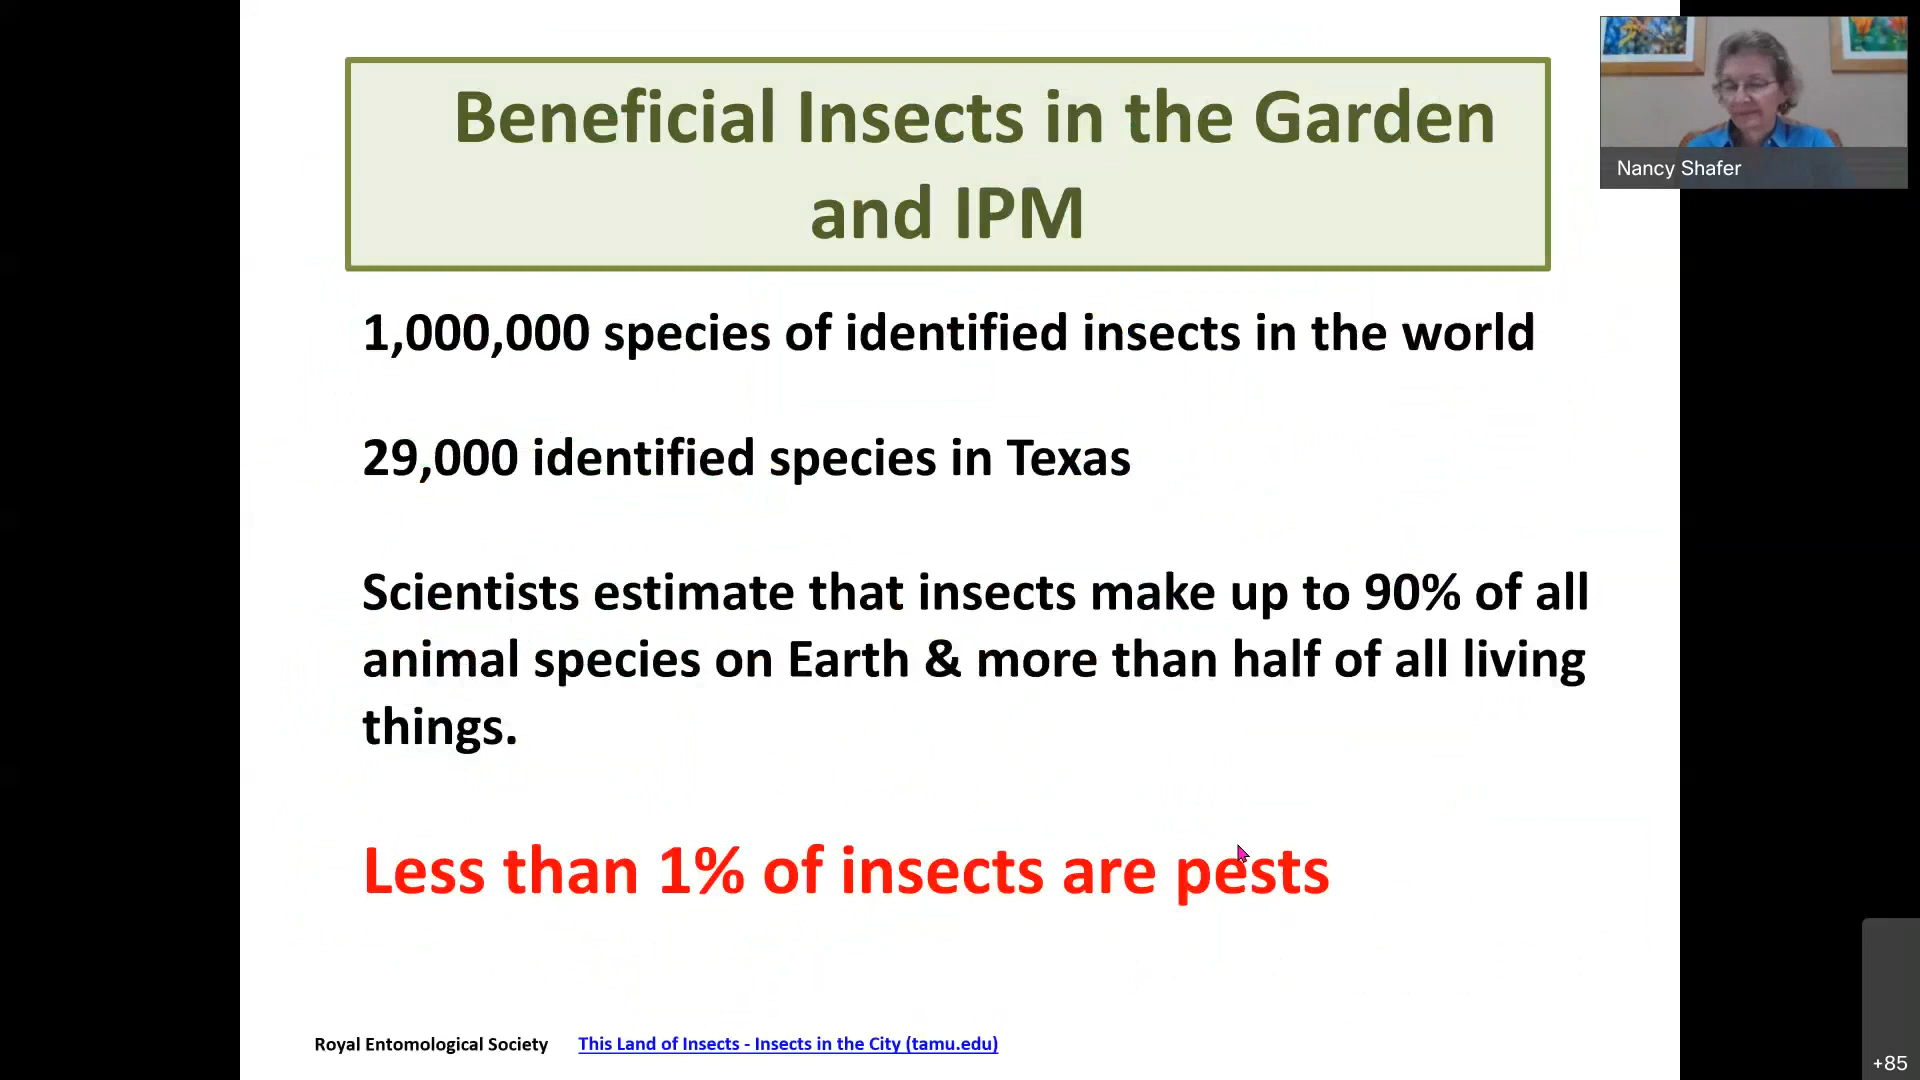 Beneficial Insects in the Garden
and IPM
Nancy Shafer
1,000,000 species of identified insects in the world
29,000 identified species in Texas
Scientists estimate that insects make up to 90% of all
animal species on Earth & more than half of all living
things.
Less than 1% of insects are pests
Royal Entomological Society This Land of Insects - Insects in the City (tamu.edu)
+85